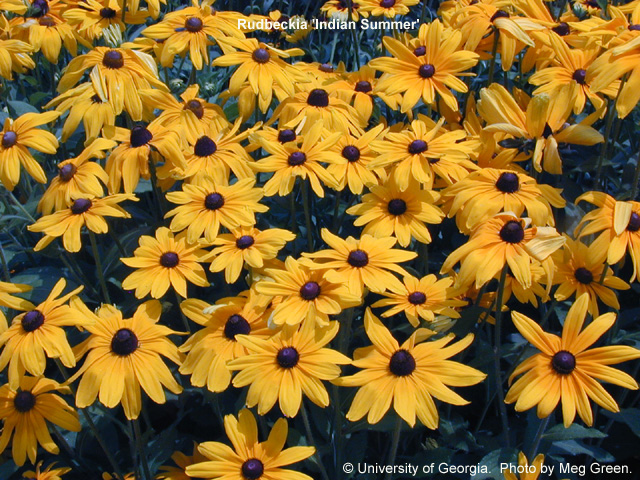 Rudbeckia 'Indian Summer'
© University of Georgia. Photo by Meg Green.